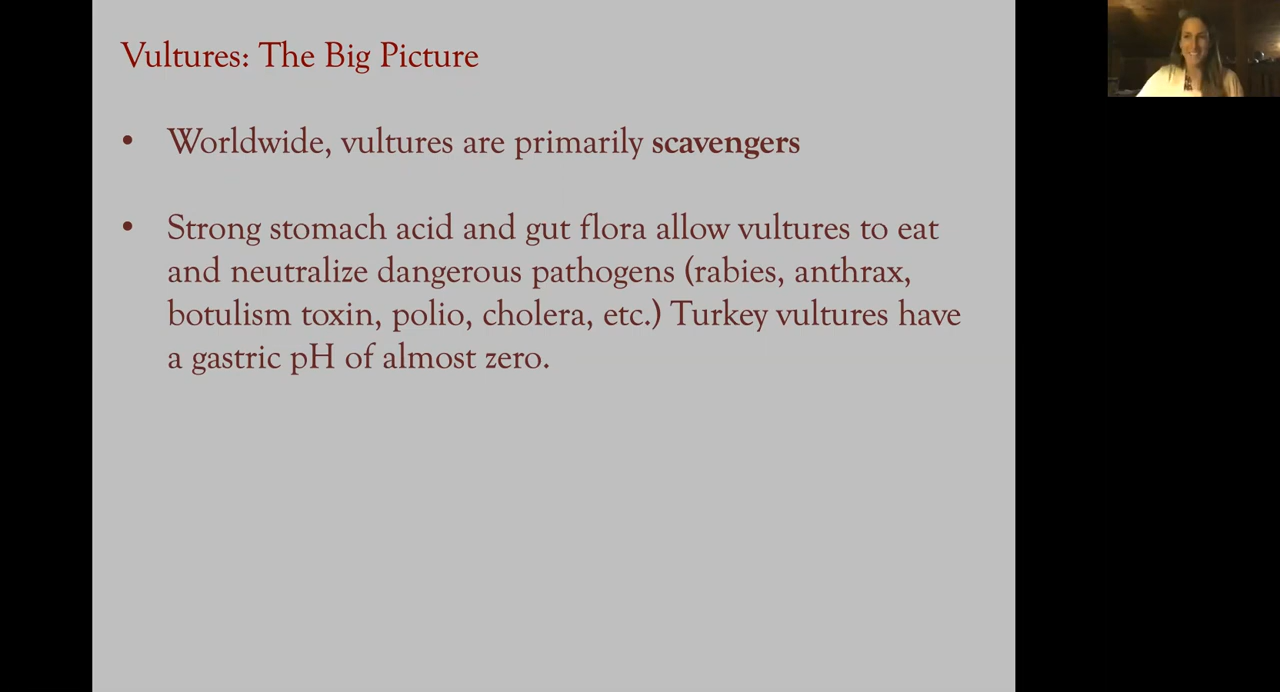 Vultures: The Big Picture
• Worldwide, vultures are primarily scavengers
• Strong stomach acid and gut flora allow vultures to eat
and neutralize dangerous pathogens (rabies, anthrax,
botulism toxin, polio, cholera, etc.) Turkey vultures have
a gastric pH of almost zero.